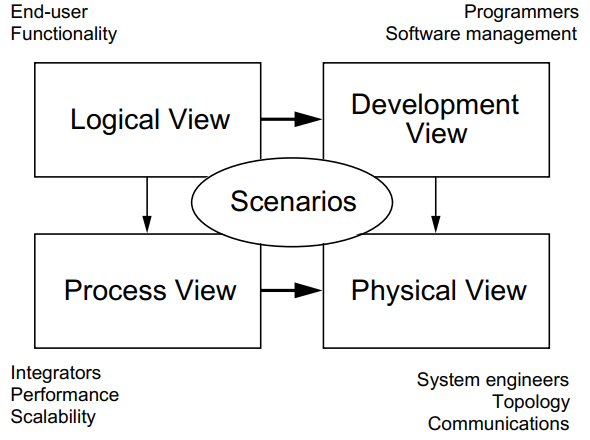 End-user
Functionality
Programmers
Software management
Logical View
Development
View
Scenarios
Process View
Physical View
Integrators
Performance
Scalability
System engineers
Topology
Communications